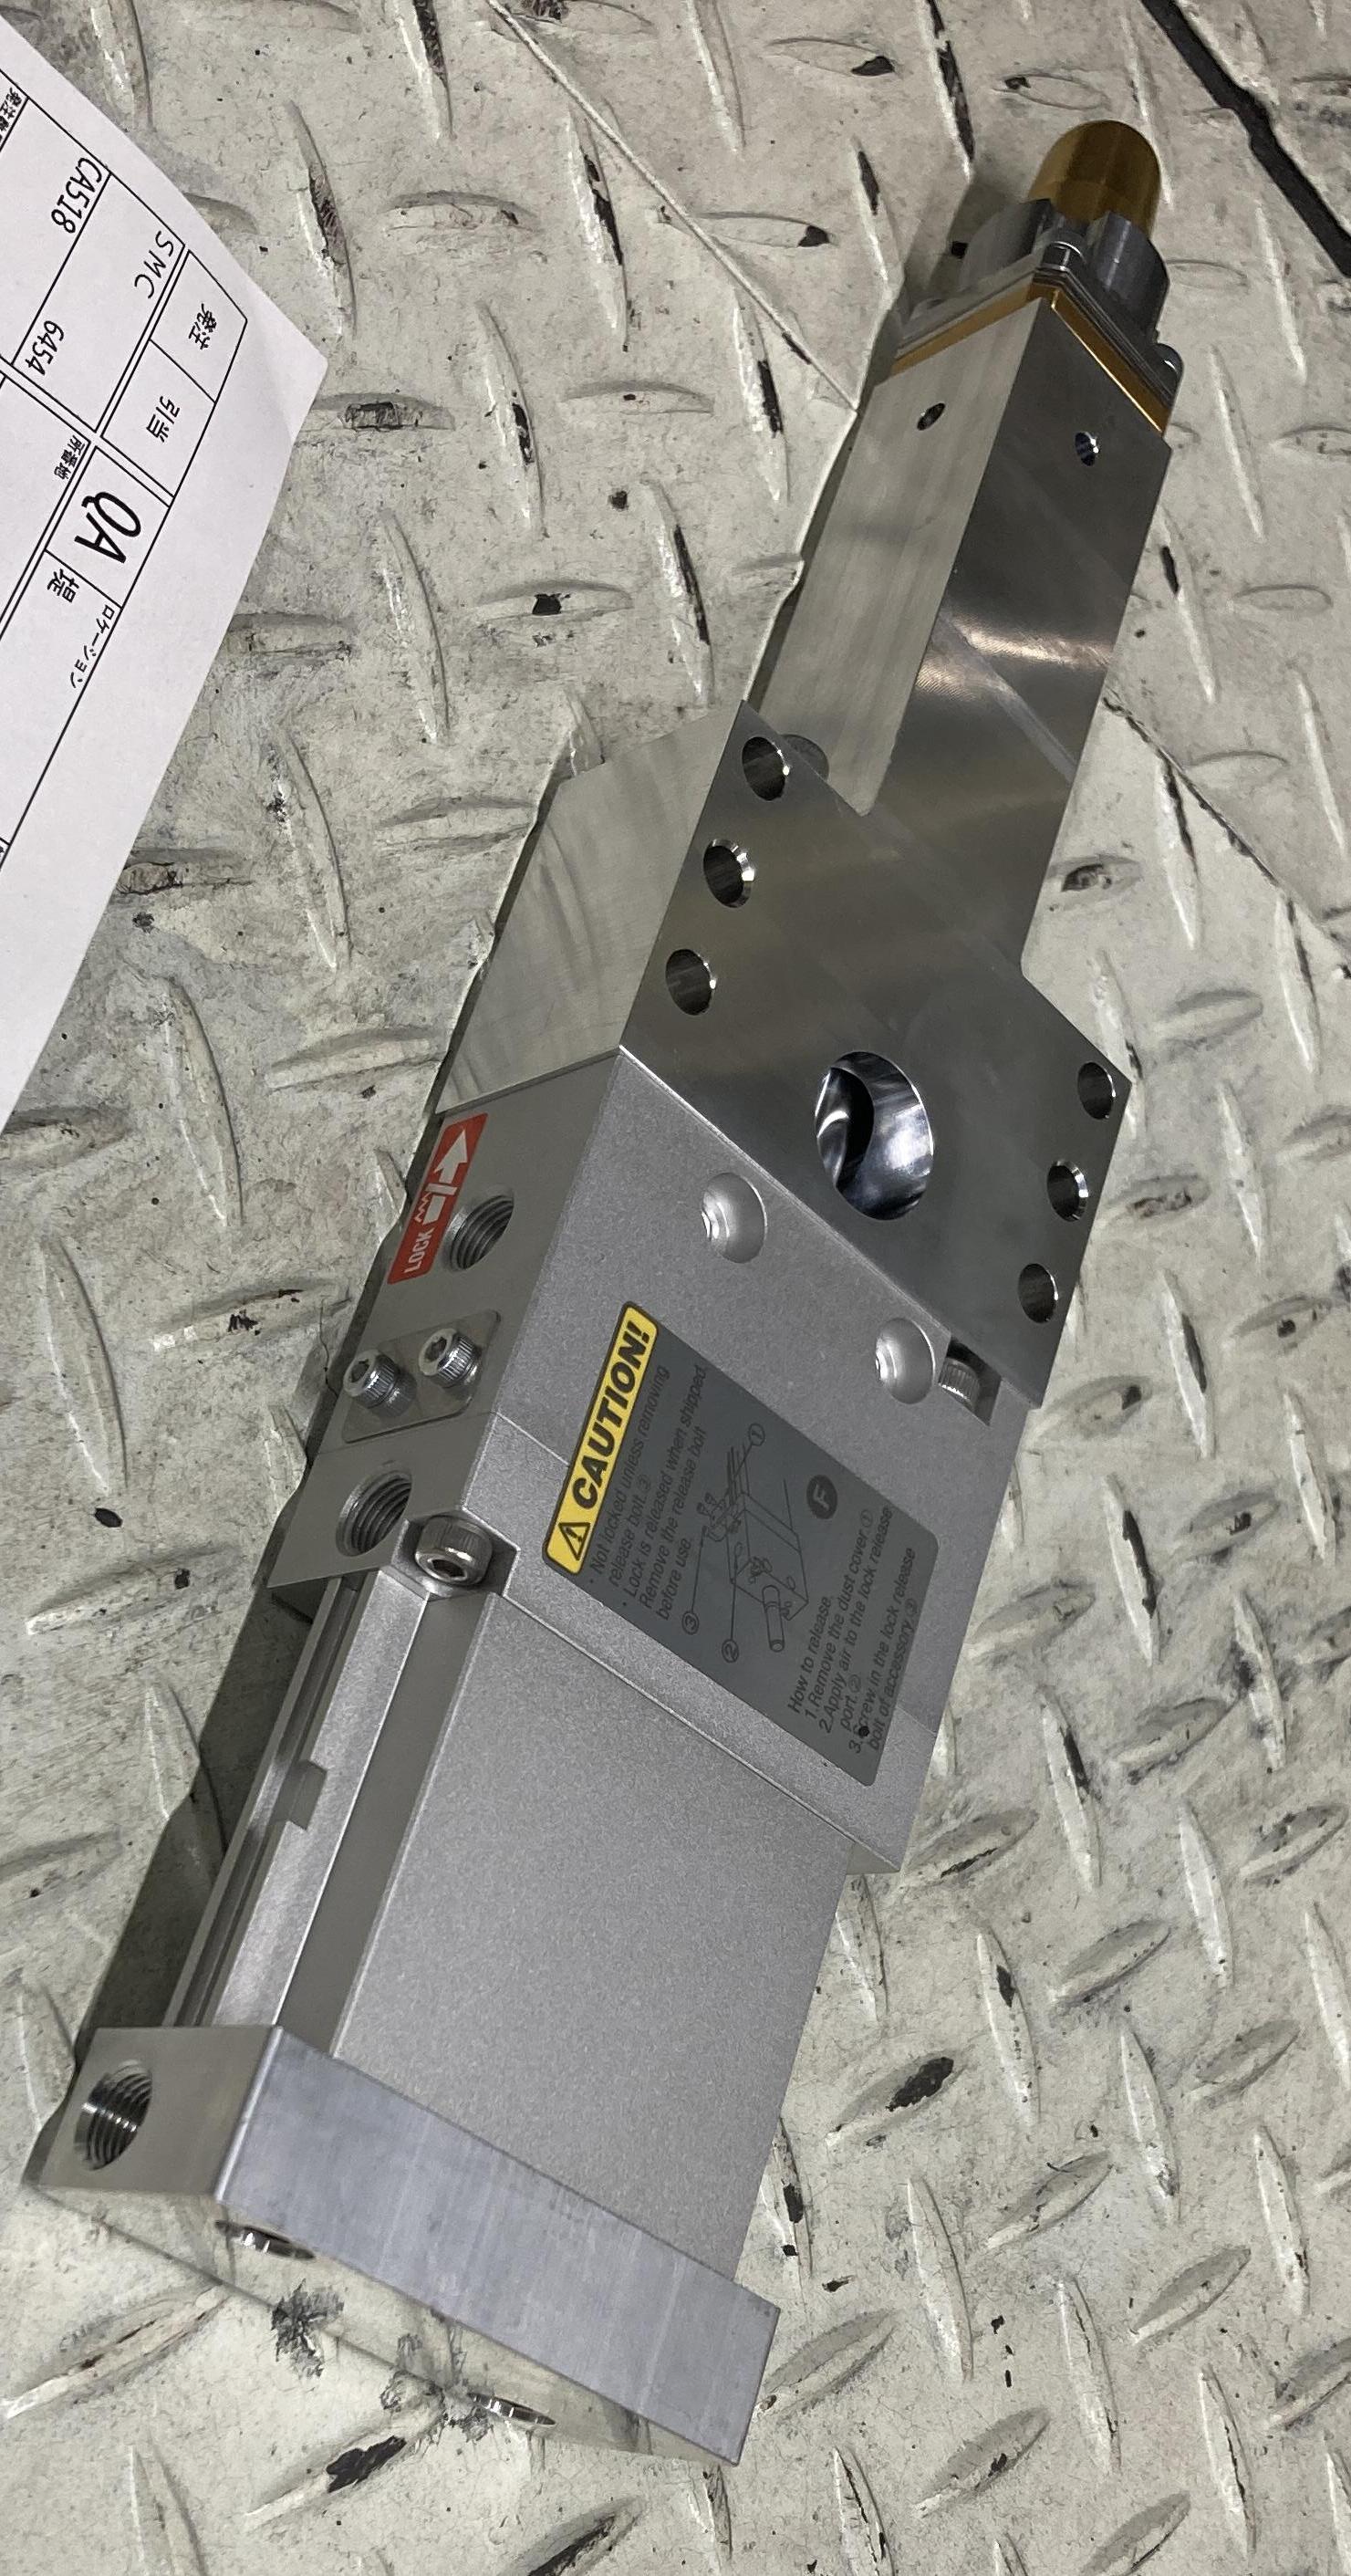 発注
引当
SMC
QA
ロケーション
CA518
6454
所番地
堤
LOCK
CAUTION!
・Not locked unless removing
release bolt.③
・Lock is released when shipped.
Remove the release bolt
before use.
①
②
③
F
How to release.
1.Remove the dust cover.①
2.Apply air to the lock release
port.②
3.Screw in the lock release
bolt of accessory.③